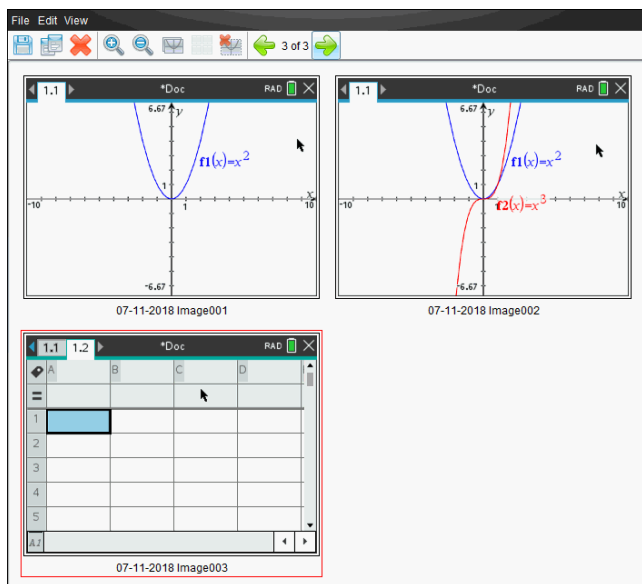 File Edit View
3 of 3
1.1 *Doc RAD
6.67 y
f1(x)=x²
1
x
-10 1 10
-6.67
07-11-2018 Image001
1.1 *Doc RAD
6.67 y
f1(x)=x²
1
x
-10 f2(x)=x³ 10
-6.67
07-11-2018 Image002
1.1 1.2 *Doc RAD
A B C D
=
1
2
3
4
5
A1
07-11-2018 Image003